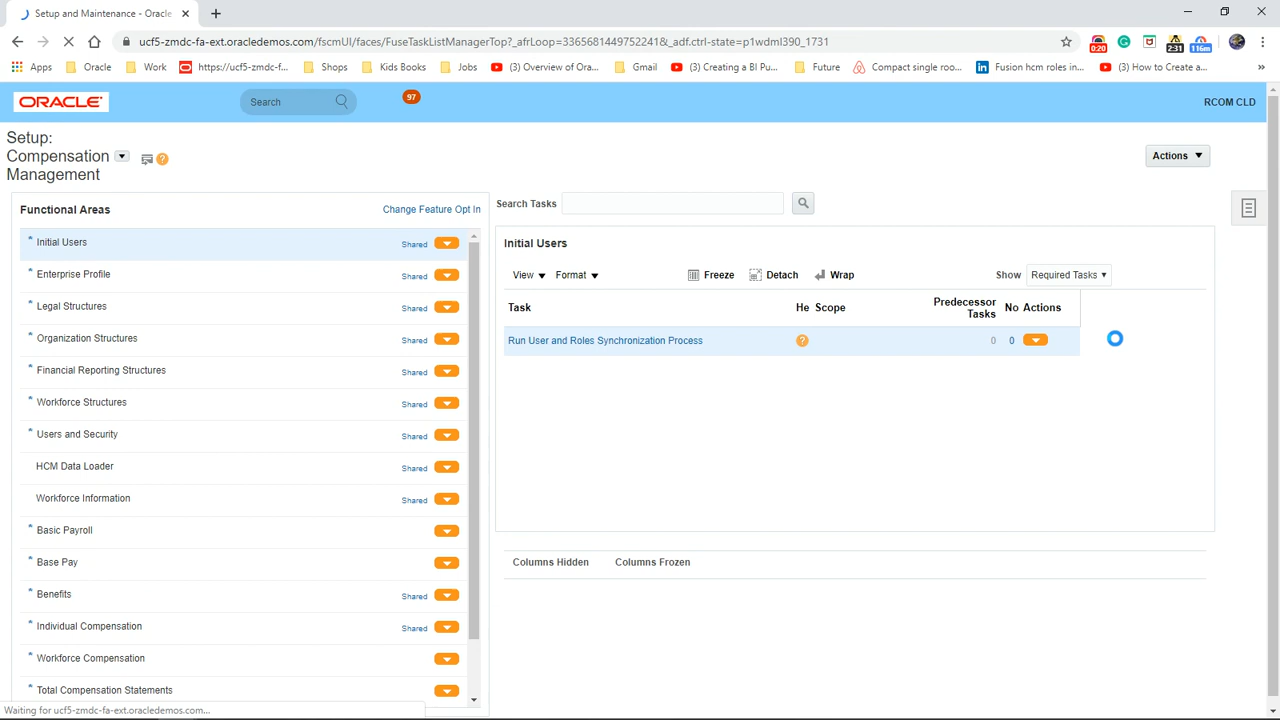 Setup and Maintenance - Oracle
ucf5-zmdc-fa-ext.oracledemos.com/fscmUI/faces/FuseTaskListManagerTop?_afrLoop=3365681449752241&_adf.ctrl-state=p1wdml390_1731
0:20
2:31
116m
Apps
Oracle
Work
https://ucf5-zmdc-f...
Shops
Kids Books
Jobs
(3) Overview of Ora...
Gmail
(3) Creating a BI Pu...
Future
Compact single roo...
Fusion hcm roles in...
(3) How to Create a...
»
ORACLE
Search
97
RCOM CLD
Setup:
Compensation
Management
Actions
Functional Areas
Change Feature Opt In
* Initial Users Shared
* Enterprise Profile Shared
* Legal Structures Shared
* Organization Structures Shared
* Financial Reporting Structures Shared
* Workforce Structures Shared
* Users and Security Shared
HCM Data Loader Shared
Workforce Information Shared
* Basic Payroll
* Base Pay
* Benefits Shared
* Individual Compensation Shared
* Workforce Compensation
* Total Compensation Statements
Search Tasks
Initial Users
View Format Freeze Detach Wrap Show Required Tasks
Task He Scope Predecessor Tasks No Actions
Run User and Roles Synchronization Process ? 0 0
Columns Hidden Columns Frozen
Waiting for ucf5-zmdc-fa-ext.oracledemos.com...